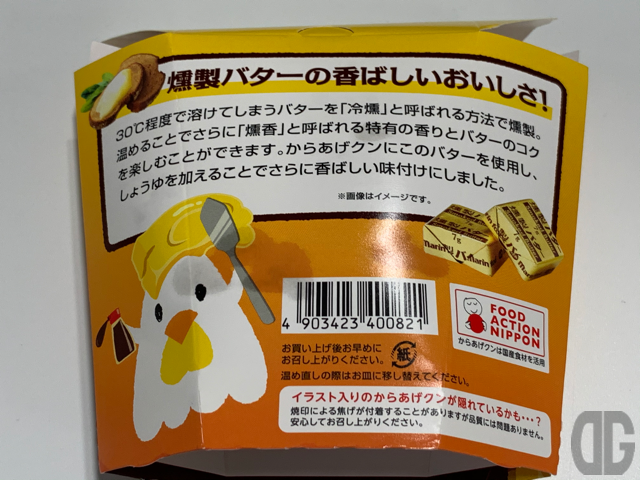 燻製バターの香ばしいおいしさ!
30℃程度で溶けてしまうバターを「冷燻」と呼ばれる方法で燻製。
温めることでさらに「燻香」と呼ばれる特有の香りとバターのコク
を楽しむことができます。からあげクンにこのバターを使用し、
しょうゆを加えることでさらに香ばしい味付けにしました。
※画像はイメージです。
7g
7g
marin
marin
4 903423 400821
FOOD
ACTION
NIPPON
からあげクンは国産食材を活用
お買い上げ後お早めに
お召し上がりください。
紙
温め直しの際はお皿に移し替えてください。
イラスト入りのからあげクンが隠れているかも・・・?
焼印による焦げが付着することがありますが品質には問題ありません。
安心してお召し上がりください。
DG